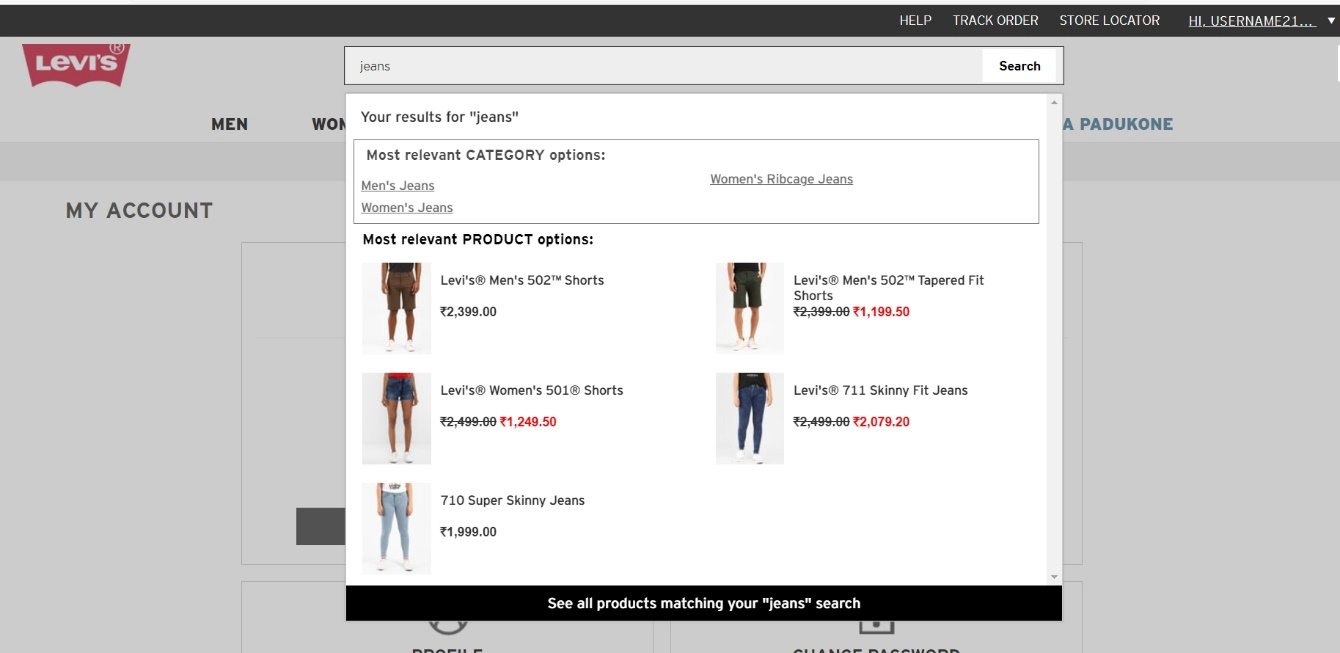 HELP TRACK ORDER STORE LOCATOR HI, USERNAME21... ▼
LEVI'S®
jeans Search
MEN WOM A PADUKONE
Your results for "jeans"
Most relevant CATEGORY options:
Men's Jeans
Women's Ribcage Jeans
Women's Jeans
MY ACCOUNT
Most relevant PRODUCT options:
Levi's® Men's 502™ Shorts
₹2,399.00
Levi's® Men's 502™ Tapered Fit
Shorts
₹2,399.00 ₹1,199.50
Levi's® Women's 501® Shorts
₹2,499.00 ₹1,249.50
Levi's® 711 Skinny Fit Jeans
₹2,499.00 ₹2,079.20
710 Super Skinny Jeans
₹1,999.00
See all products matching your "jeans" search
PROFILE CHANGE PASSWORD